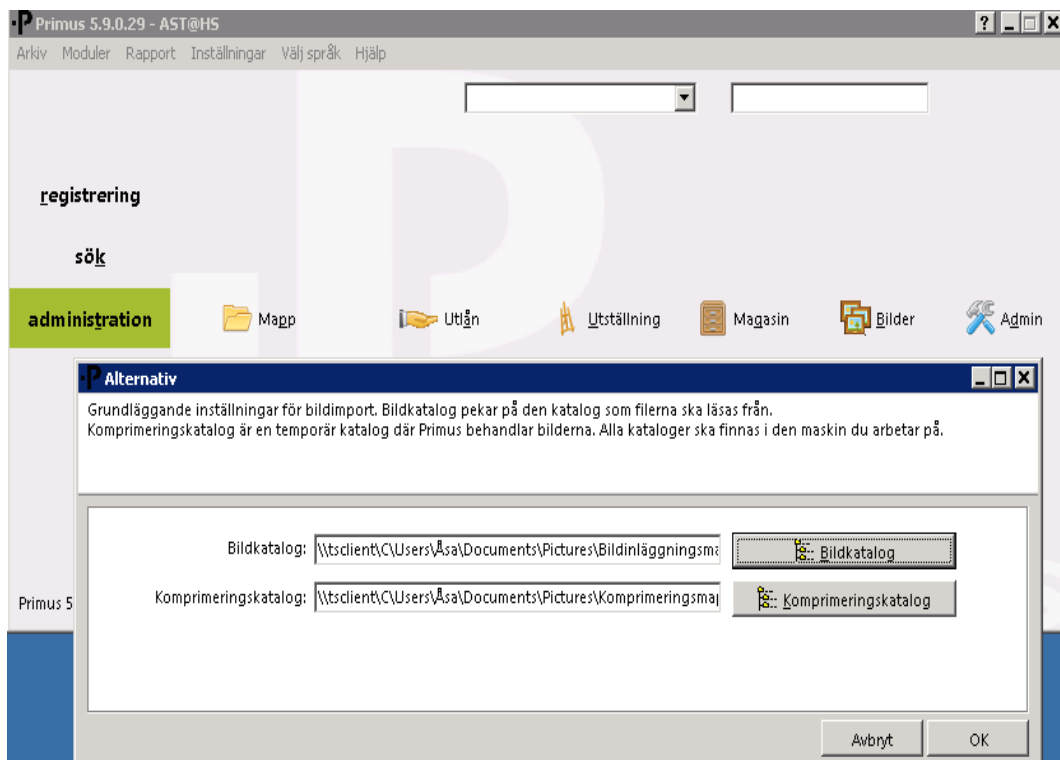 Primus 5.9.0.29 - AST@HS
Arkiv Moduler Rapport Inställningar Välj språk Hjälp
registrering
sök
administration Mapp Utlån Utställning Magasin Bilder Admin
Alternativ
Grundläggande inställningar för bildimport. Bildkatalog pekar på den katalog som filerna ska läsas från.
Komprimeringskatalog är en temporär katalog där Primus behandlar bilderna. Alla kataloger ska finnas i den maskin du arbetar på.
Bildkatalog: \\tsclient\C\Users\Åsa\Documents\Pictures\Bildinläggningsma Bildkatalog
Komprimeringskatalog: \\tsclient\C\Users\Åsa\Documents\Pictures\Komprimeringsmap Komprimeringskatalog
Primus 5
Avbryt OK